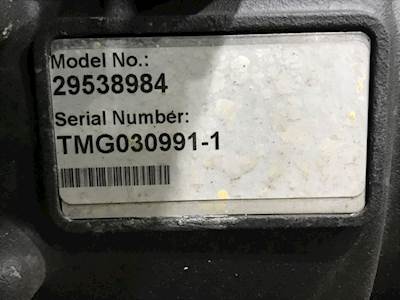 Model No.:
29538984
Serial Number:
TMG030991-1